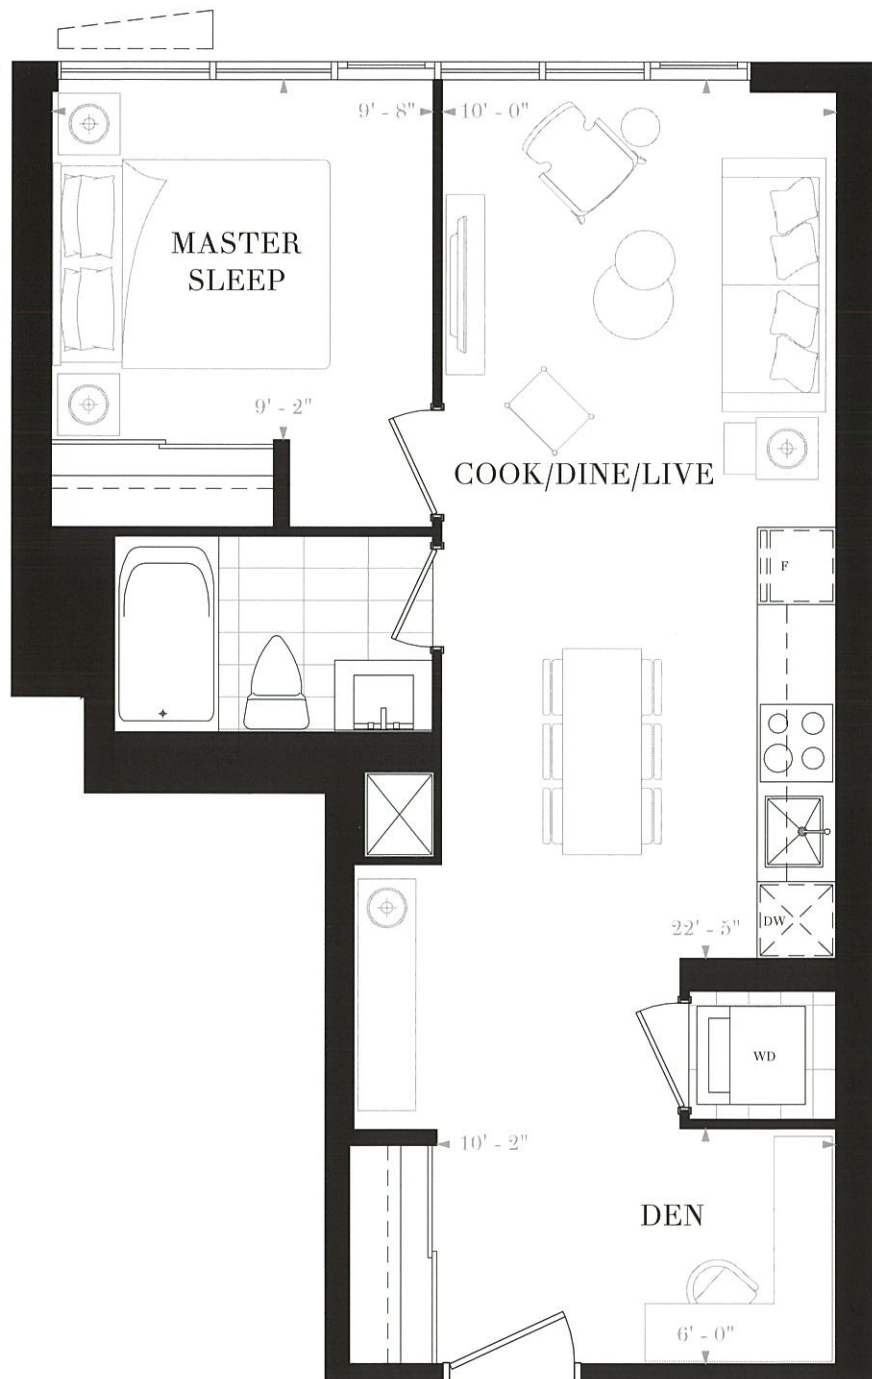 9' - 8"
10' - 0"
MASTER
SLEEP
9' - 2"
COOK/DINE/LIVE
F
DW
22' - 5"
WD
10' - 2"
DEN
6' - 0"